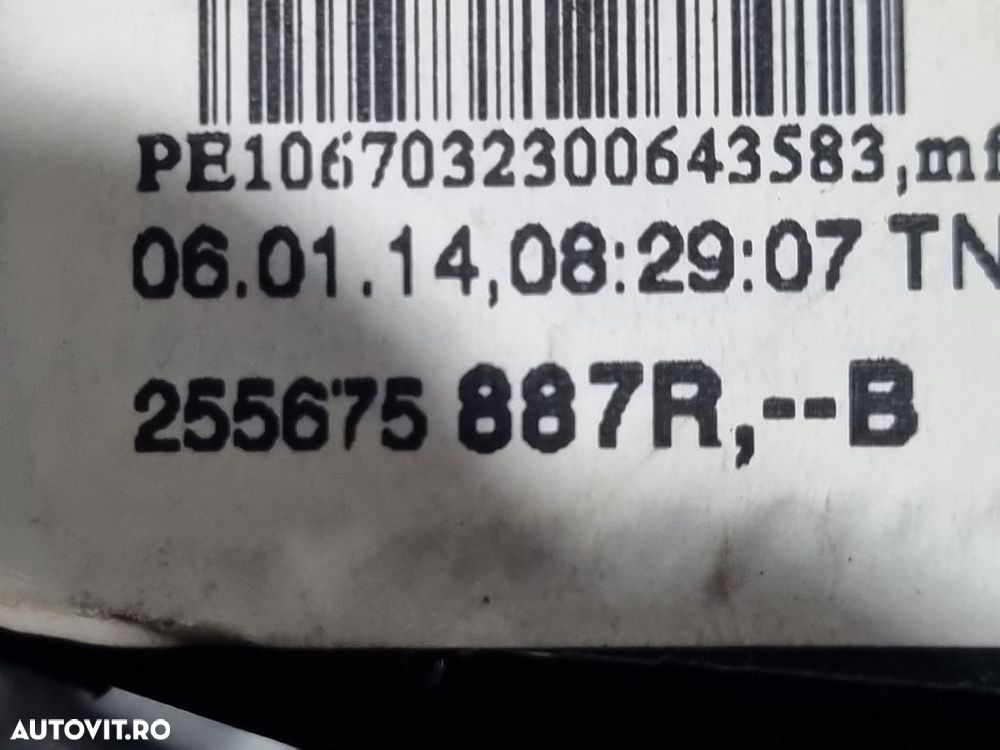 PE1067032300643583,mf
06.01.14,08:29:07 TN
255675 887R,--B
AUTOVIT.RO